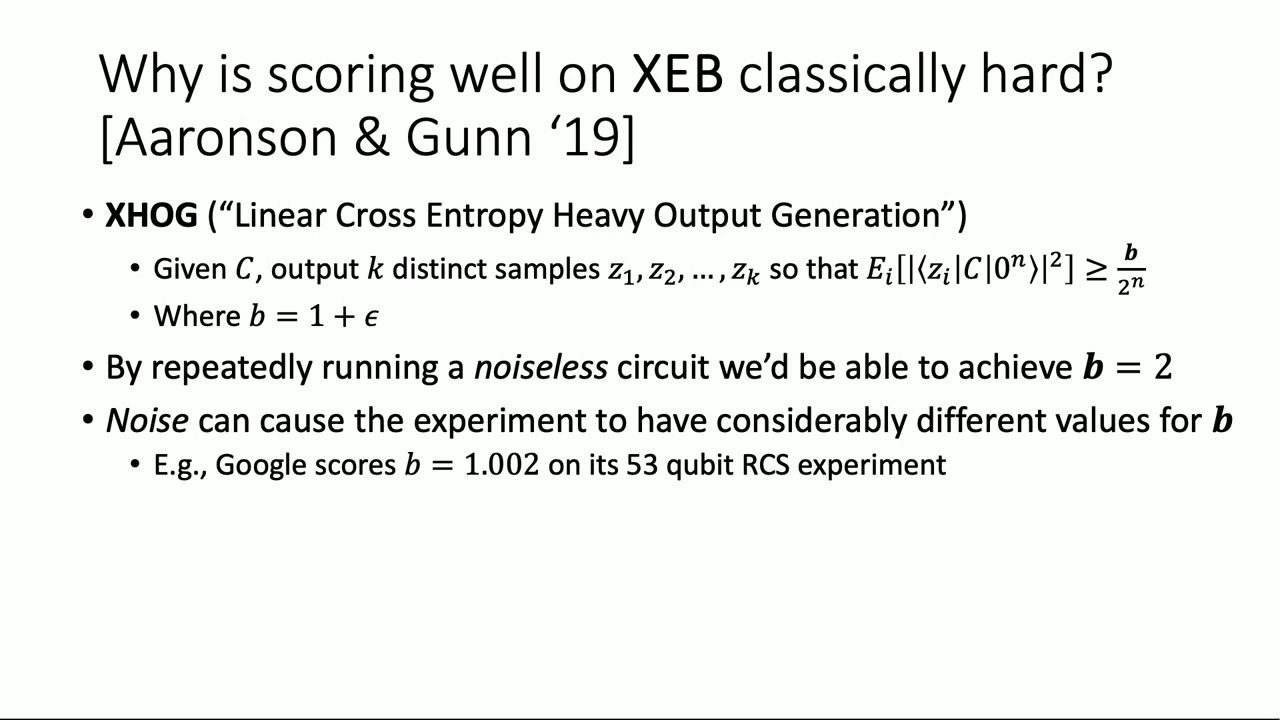 Why is scoring well on XEB classically hard?
[Aaronson & Gunn ‘19]
• XHOG (“Linear Cross Entropy Heavy Output Generation”)
• Given C, output k distinct samples z₁, z₂, … , zₖ so that Eᵢ[|⟨zᵢ|C|0ⁿ⟩|²] ≥ b/2ⁿ
• Where b = 1 + ϵ
• By repeatedly running a noiseless circuit we’d be able to achieve b = 2
• Noise can cause the experiment to have considerably different values for b
• E.g., Google scores b = 1.002 on its 53 qubit RCS experiment